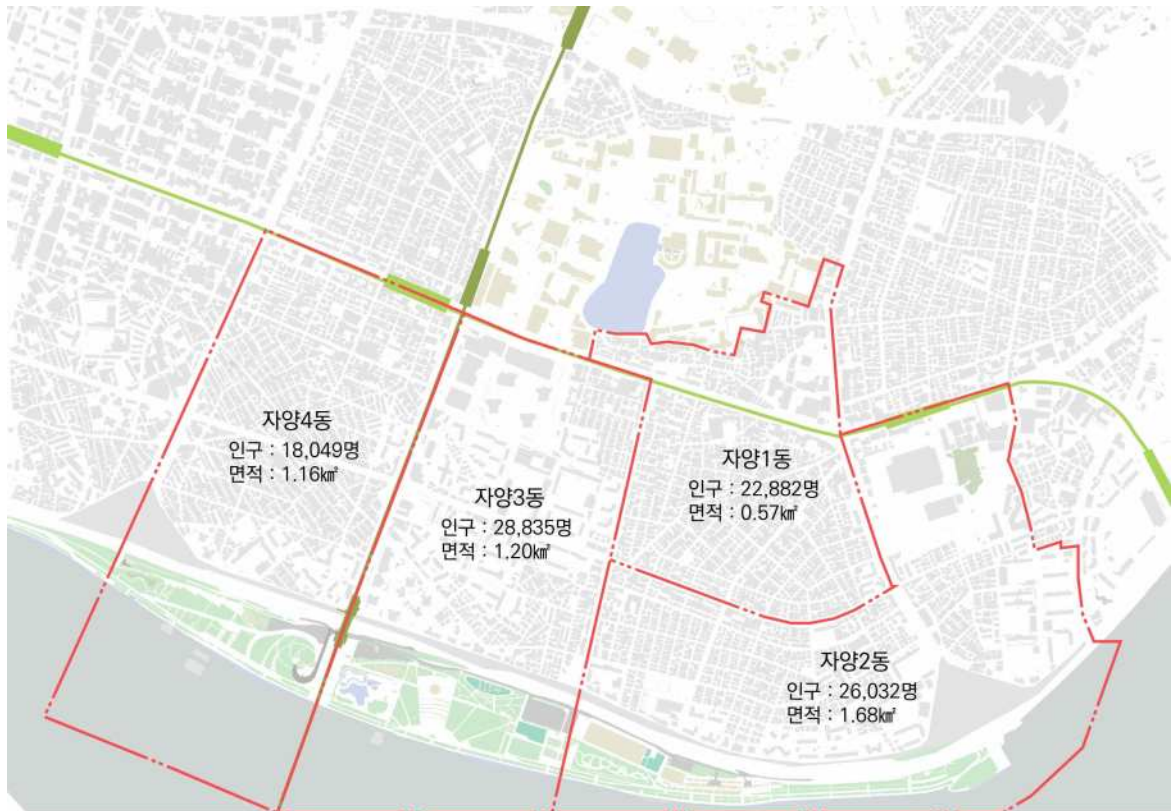 자양4동
인구 : 18,049명
면적 : 1.16㎢
자양3동
인구 : 28,835명
면적 : 1.20㎢
자양1동
인구 : 22,882명
면적 : 0.57㎢
자양2동
인구 : 26,032명
면적 : 1.68㎢